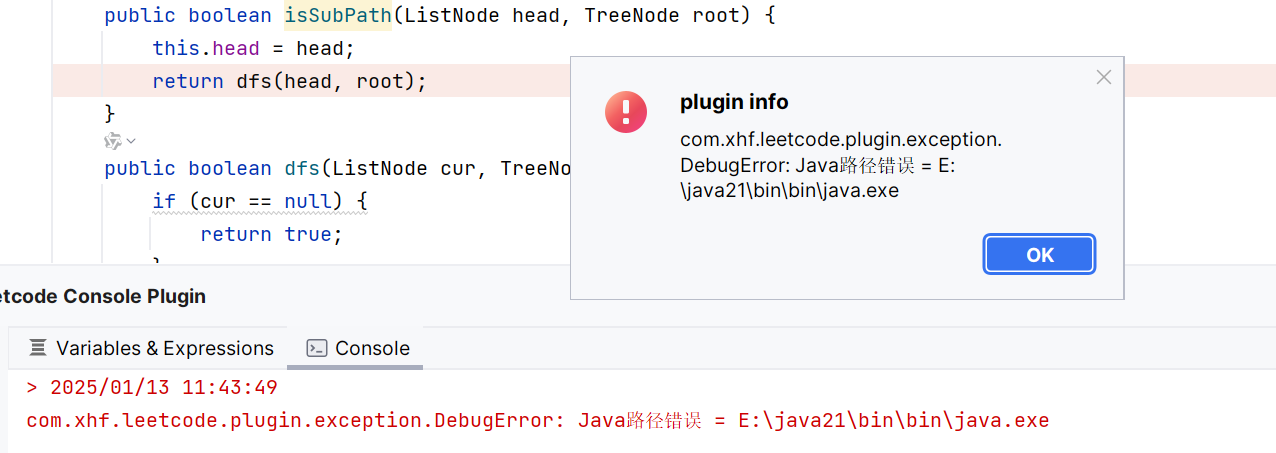 public boolean isSubPath(ListNode head, TreeNode root) {
this.head = head;
return dfs(head, root);
}
public boolean dfs(ListNode cur, TreeNo
if (cur == null) {
return true;
plugin info
com.xhf.leetcode.plugin.exception.
DebugError: Java路径错误 = E:
\java21\bin\bin\java.exe
OK
etcode Console Plugin
Variables & Expressions
Console
> 2025/01/13 11:43:49
com.xhf.leetcode.plugin.exception.DebugError: Java路径错误 = E:\java21\bin\bin\java.exe